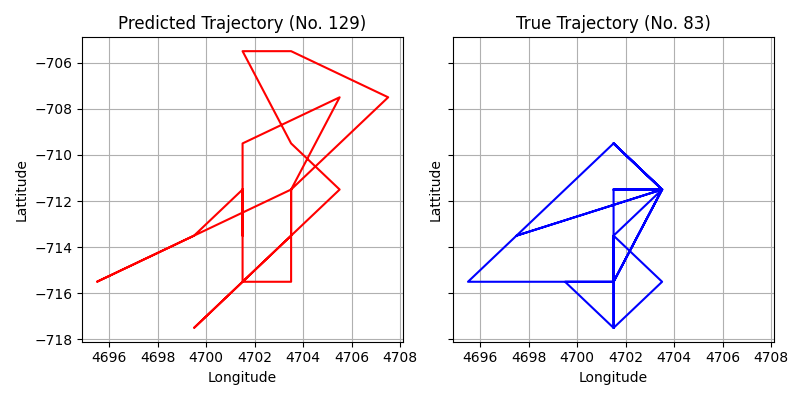 Predicted Trajectory (No. 129)
True Trajectory (No. 83)
−706
−708
−710
−712
−714
−716
−718
Lattitude
Lattitude
4696 4698 4700 4702 4704 4706 4708
4696 4698 4700 4702 4704 4706 4708
Longitude
Longitude